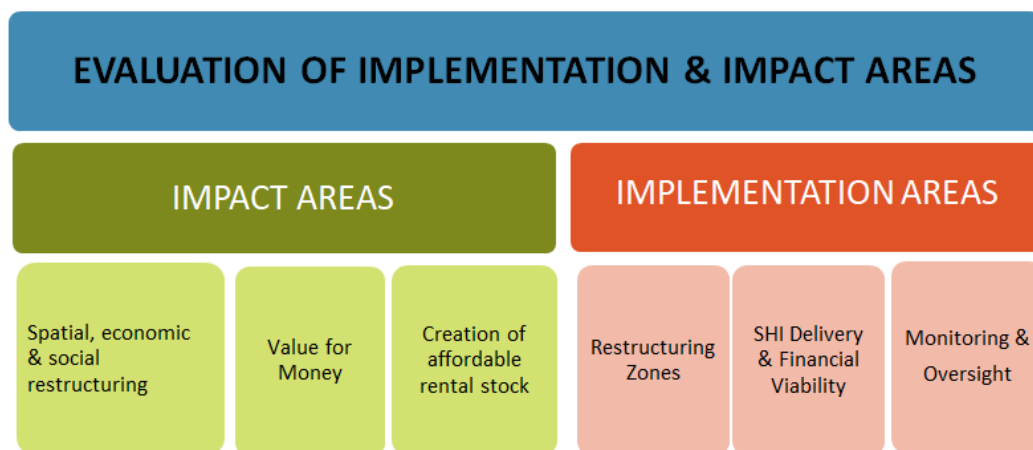 EVALUATION OF IMPLEMENTATION & IMPACT AREAS
IMPACT AREAS
IMPLEMENTATION AREAS
Spatial, economic
& social
restructuring
Value for
Money
Creation of
affordable
rental stock
Restructuring
Zones
SHI Delivery
& Financial
Viability
Monitoring &
Oversight